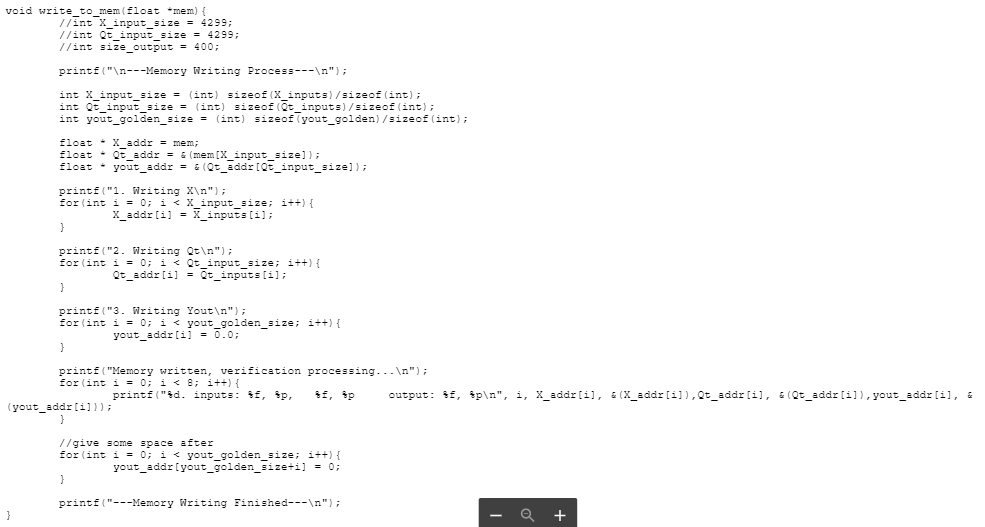 void write_to_mem(float *mem){
//int X_input_size = 4299;
//int Qt_input_size = 4299;
//int size_output = 400;
printf("\n---Memory Writing Process---\n");
int X_input_size = (int) sizeof(X_inputs)/sizeof(int);
int Qt_input_size = (int) sizeof(Qt_inputs)/sizeof(int);
int yout_golden_size = (int) sizeof(yout_golden)/sizeof(int);
float * X_addr = mem;
float * Qt_addr = &(mem[X_input_size]);
float * yout_addr = &(Qt_addr[Qt_input_size]);
printf("1. Writing X\n");
for(int i = 0; i < X_input_size; i++){
X_addr[i] = X_inputs[i];
}
printf("2. Writing Qt\n");
for(int i = 0; i < Qt_input_size; i++){
Qt_addr[i] = Qt_inputs[i];
}
printf("3. Writing Yout\n");
for(int i = 0; i < yout_golden_size; i++){
yout_addr[i] = 0.0;
}
printf("Memory written, verification processing...\n");
for(int i = 0; i < 8; i++){
printf("%d. inputs: %f, %p,   %f, %p     output: %f, %p\n", i, X_addr[i], &(X_addr[i]),Qt_addr[i], &(Qt_addr[i]),yout_addr[i], &
(yout_addr[i]));
}
//give some space after
for(int i = 0; i < yout_golden_size; i++){
yout_addr[yout_golden_size+i] = 0;
}
printf("---Memory Writing Finished---\n");
}